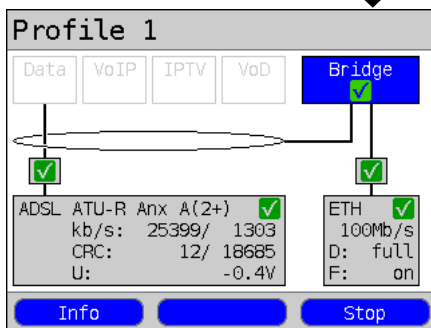 Profile 1
Data VoIP IPTV VoD Bridge
ADSL ATU-R Anx A(2+)
kb/s: 25399/ 1303
CRC: 12/ 18685
U: -0.4V
ETH
100Mb/s
D: full
F: on
Info Stop